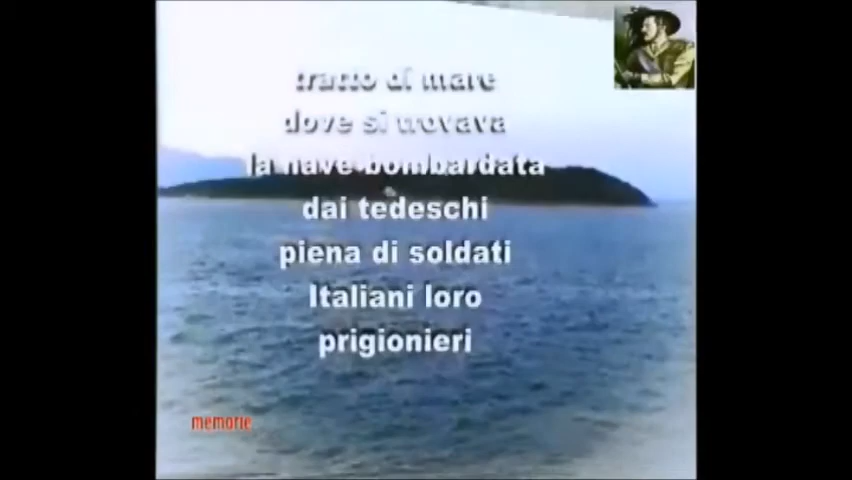 tratto di mare
dove si trovava
la nave bombardata
dai tedeschi
piena di soldati
Italiani loro
prigionieri
memorie